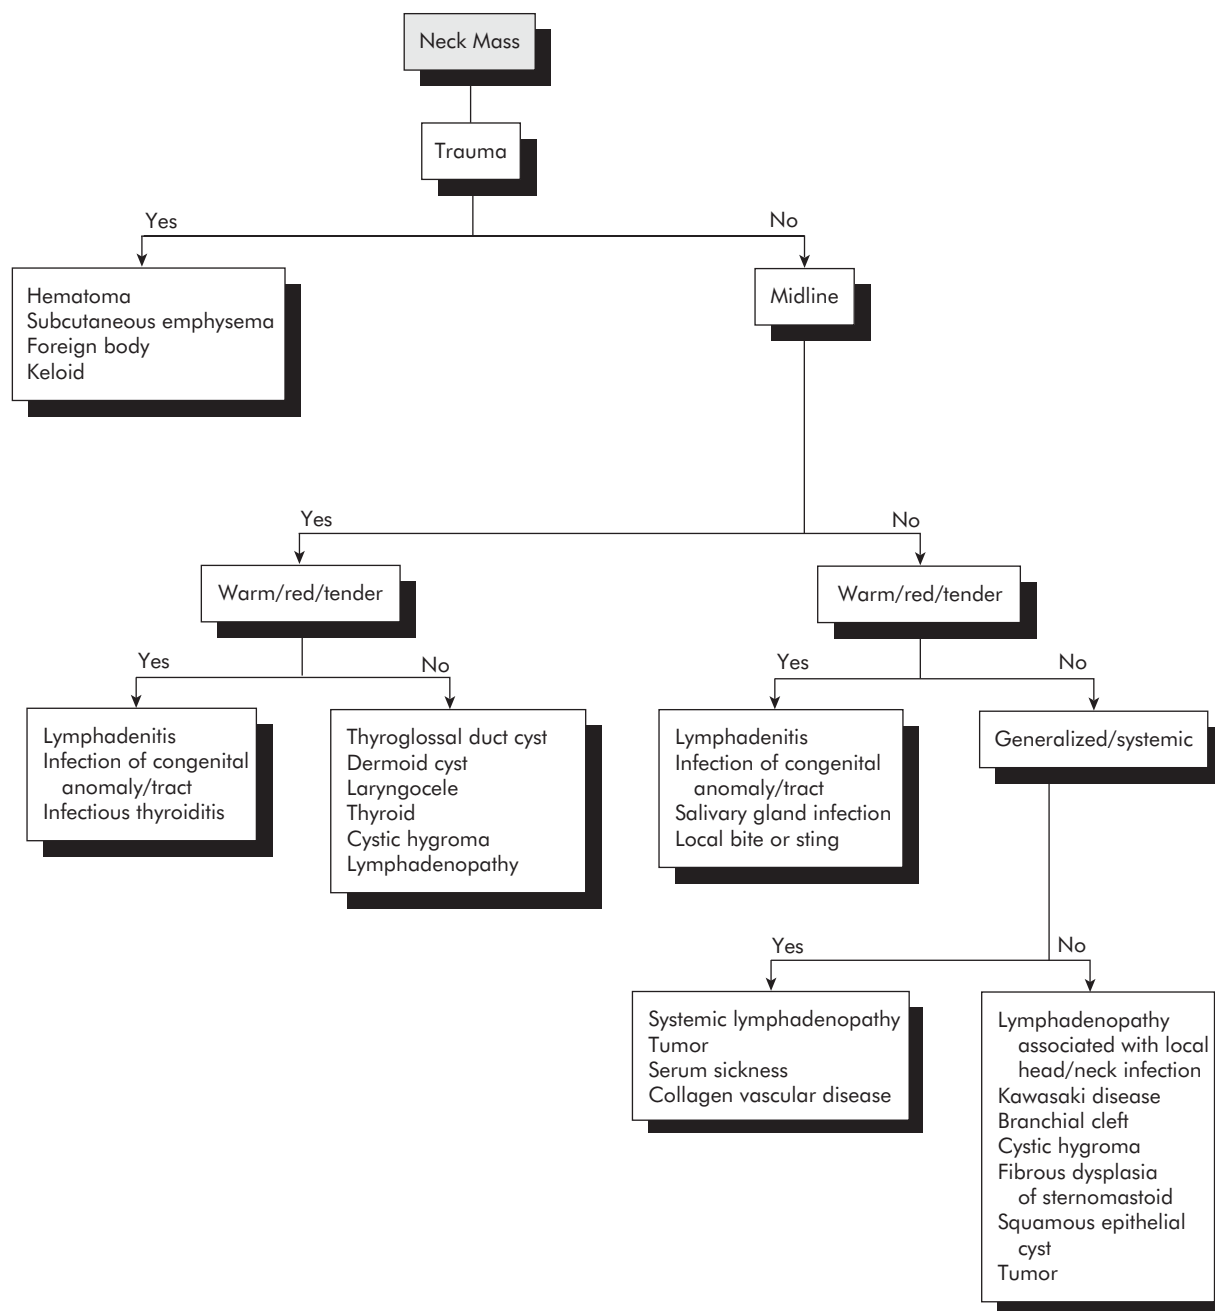 Neck Mass
Trauma
Yes
No
Hematoma
Subcutaneous emphysema
Foreign body
Keloid
Midline
Yes
No
Warm/red/tender
Warm/red/tender
Yes
No
Yes
No
Lymphadenitis
Infection of congenital
anomaly/tract
Infectious thyroiditis
Thyroglossal duct cyst
Dermoid cyst
Laryngocele
Thyroid
Cystic hygroma
Lymphadenopathy
Lymphadenitis
Infection of congenital
anomaly/tract
Salivary gland infection
Local bite or sting
Generalized/systemic
Yes
No
Systemic lymphadenopathy
Tumor
Serum sickness
Collagen vascular disease
Lymphadenopathy
associated with local
head/neck infection
Kawasaki disease
Branchial cleft
Cystic hygroma
Fibrous dysplasia
of sternomastoid
Squamous epithelial
cyst
Tumor